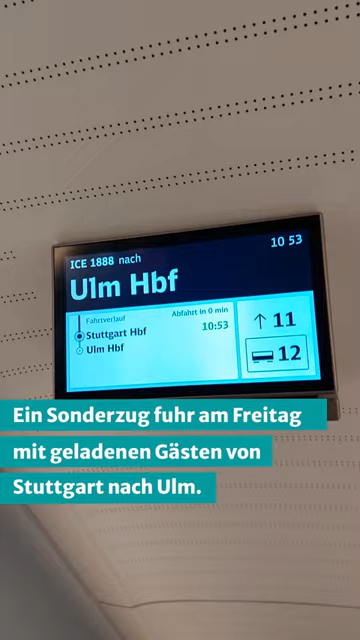 ICE 1888 nach
10 53
Ulm Hbf
Fahrtverlauf
Abfahrt in 0 min
Stuttgart Hbf
10:53
Ulm Hbf
↑ 11
12
Ein Sonderzug fuhr am Freitag
mit geladenen Gästen von
Stuttgart nach Ulm.